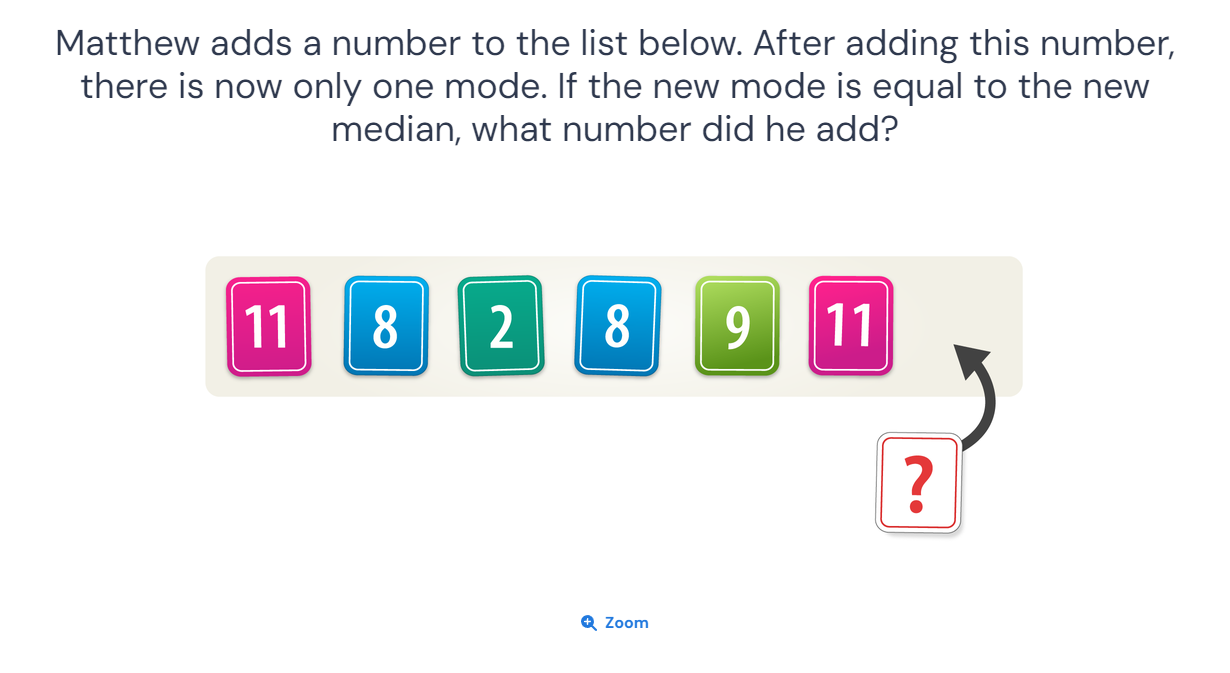 Matthew adds a number to the list below. After adding this number,
there is now only one mode. If the new mode is equal to the new
median, what number did he add?
11 8 2 8 9 11
?
Zoom